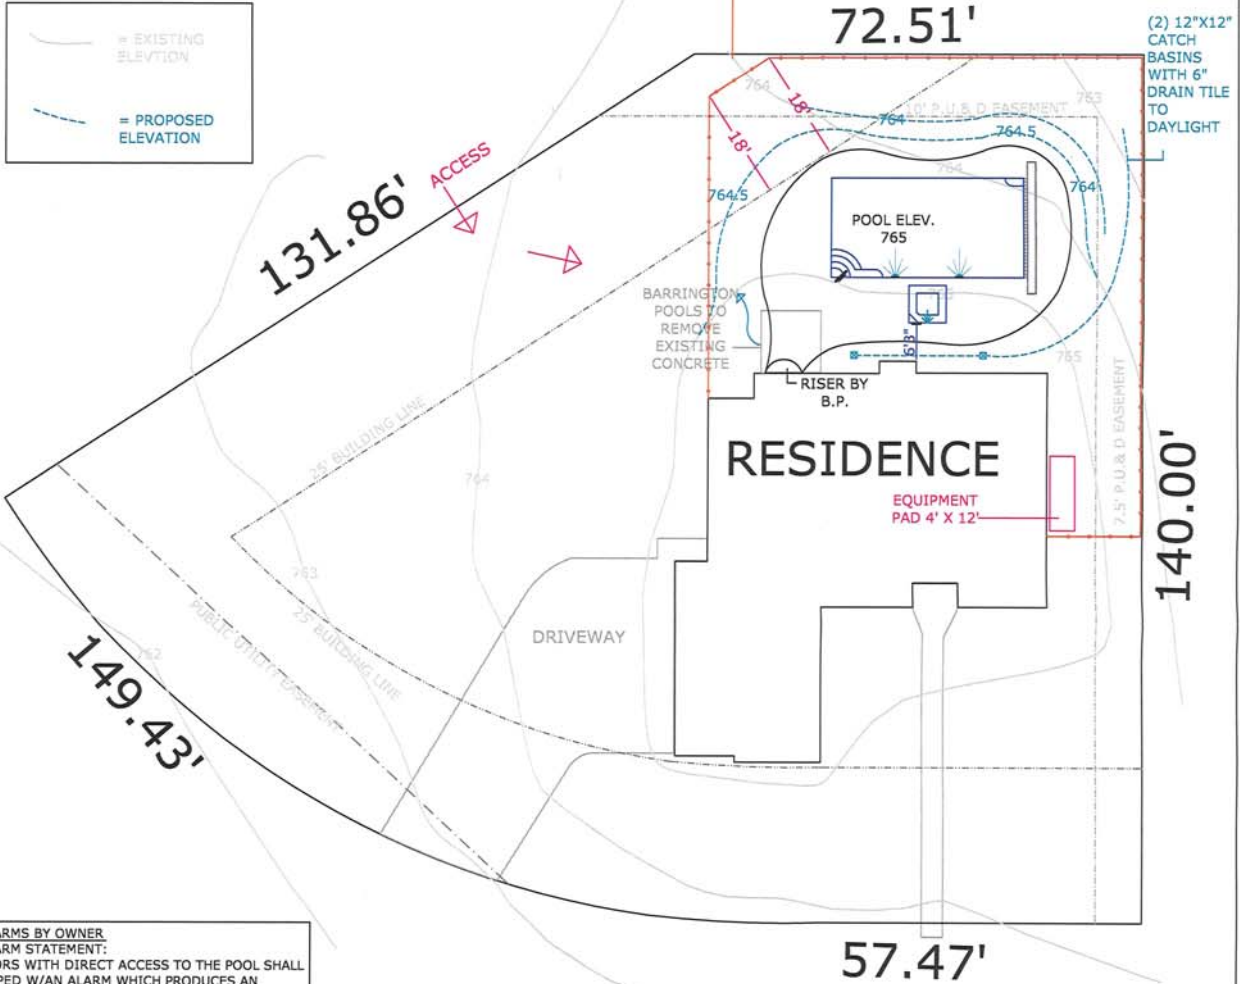 = EXISTING
ELEVTION
= PROPOSED
ELEVATION
72.51'
(2) 12"X12"
CATCH
BASINS
WITH 6"
DRAIN TILE
TO
DAYLIGHT
764
18'
10' P.U.& D EASEMENT
763
764
764.5
18'
764
764.5
764
ACCESS
131.86'
POOL ELEV.
765
BARRINGTON
POOLS TO
REMOVE
EXISTING
CONCRETE
765
6'3"
765
RISER BY
B.P.
7.5' P.U.& D EASEMENT
25' BUILDING LINE
RESIDENCE
764
EQUIPMENT
PAD 4' X 12'
140.00'
763
25' BUILDING LINE
PUBLIC UTILITY EASEMENT
DRIVEWAY
762
149.43'
57.47'
ARMS BY OWNER
ARM STATEMENT:
ORS WITH DIRECT ACCESS TO THE POOL SHALL
PED W/AN ALARM WHICH PRODUCES AN